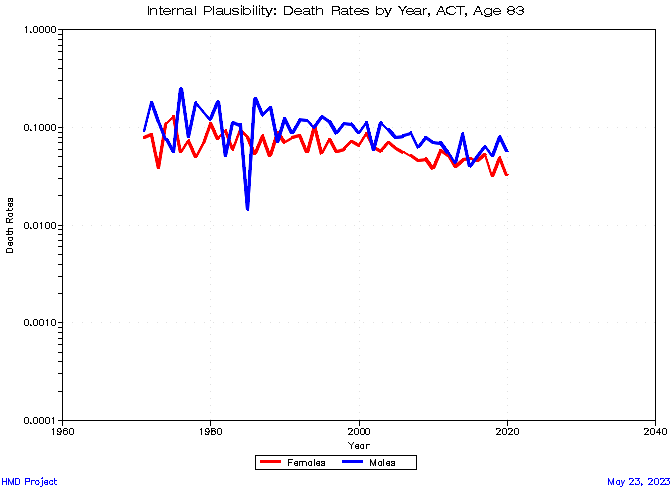 Internal Plausibility: Death Rates by Year, ACT, Age 83
1.0000
0.1000
0.0100
0.0010
0.0001
Death Rates
1960 1980 2000 2020 2040
Year
Females Males
HMD Project May 23, 2023